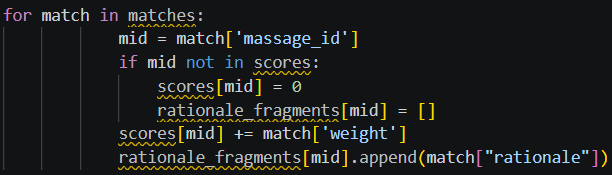 for match in matches:
mid = match['massage_id']
if mid not in scores:
scores[mid] = 0
rationale_fragments[mid] = []
scores[mid] += match['weight']
rationale_fragments[mid].append(match["rationale"])